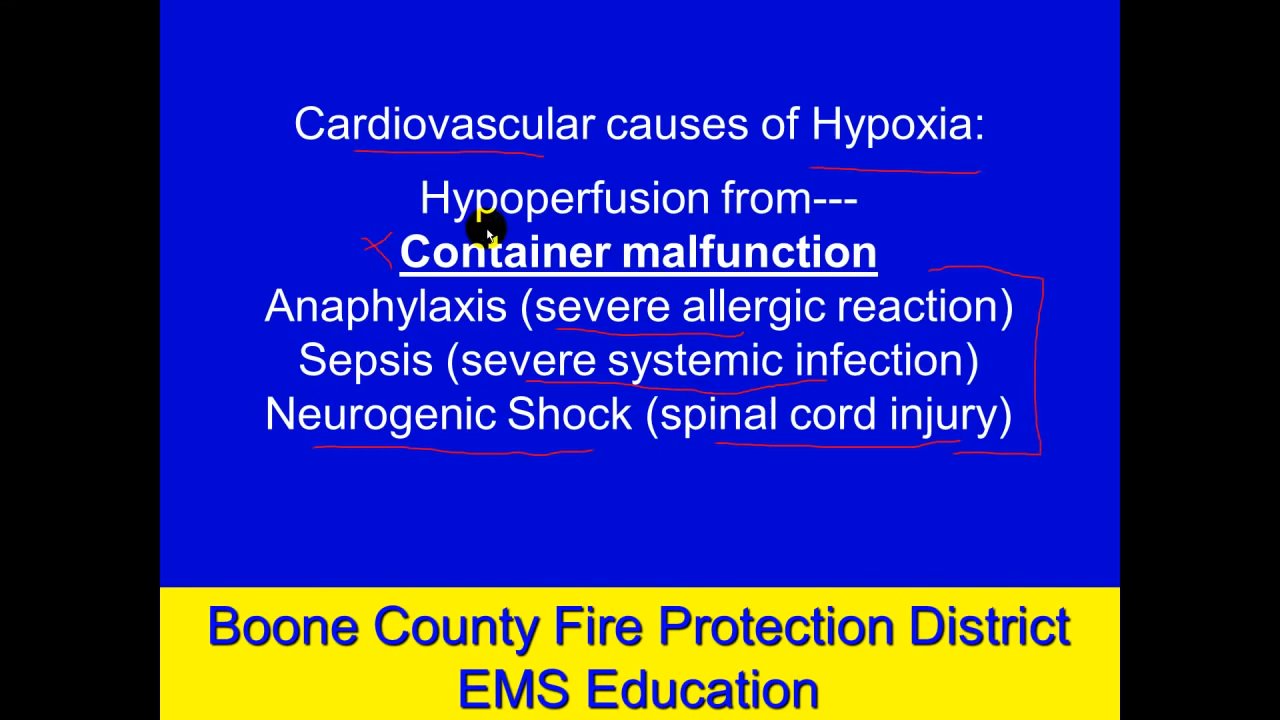 Cardiovascular causes of Hypoxia:
Hypoperfusion from---
Container malfunction
Anaphylaxis (severe allergic reaction)
Sepsis (severe systemic infection)
Neurogenic Shock (spinal cord injury)
Boone County Fire Protection District
EMS Education